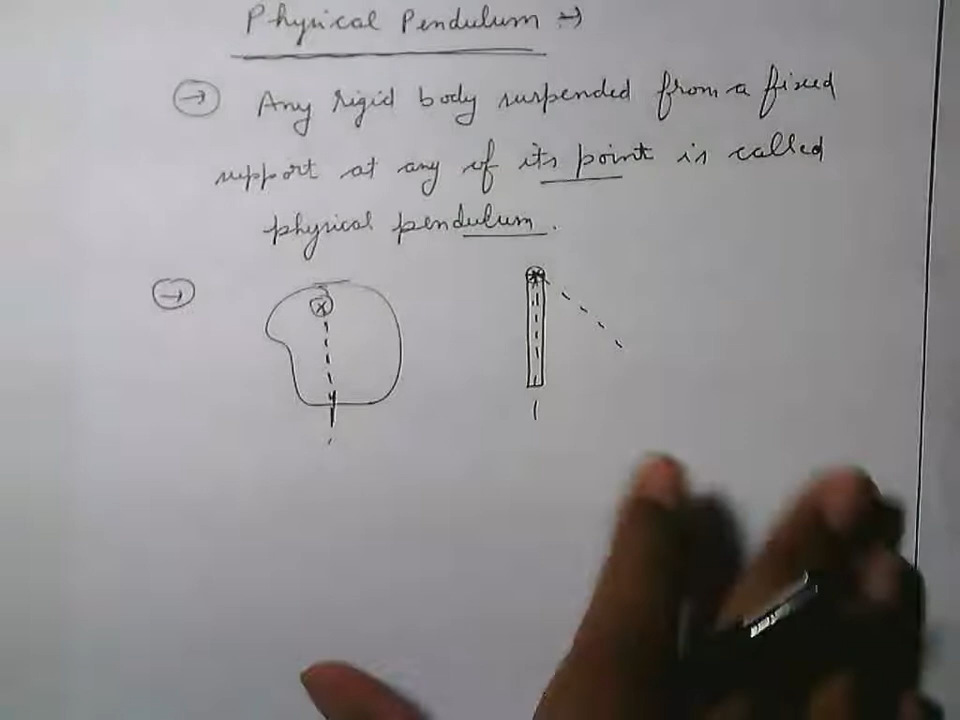 Physical Pendulum :→
→ Any rigid body suspended from a fixed
support at any of its point is called
physical pendulum.
→